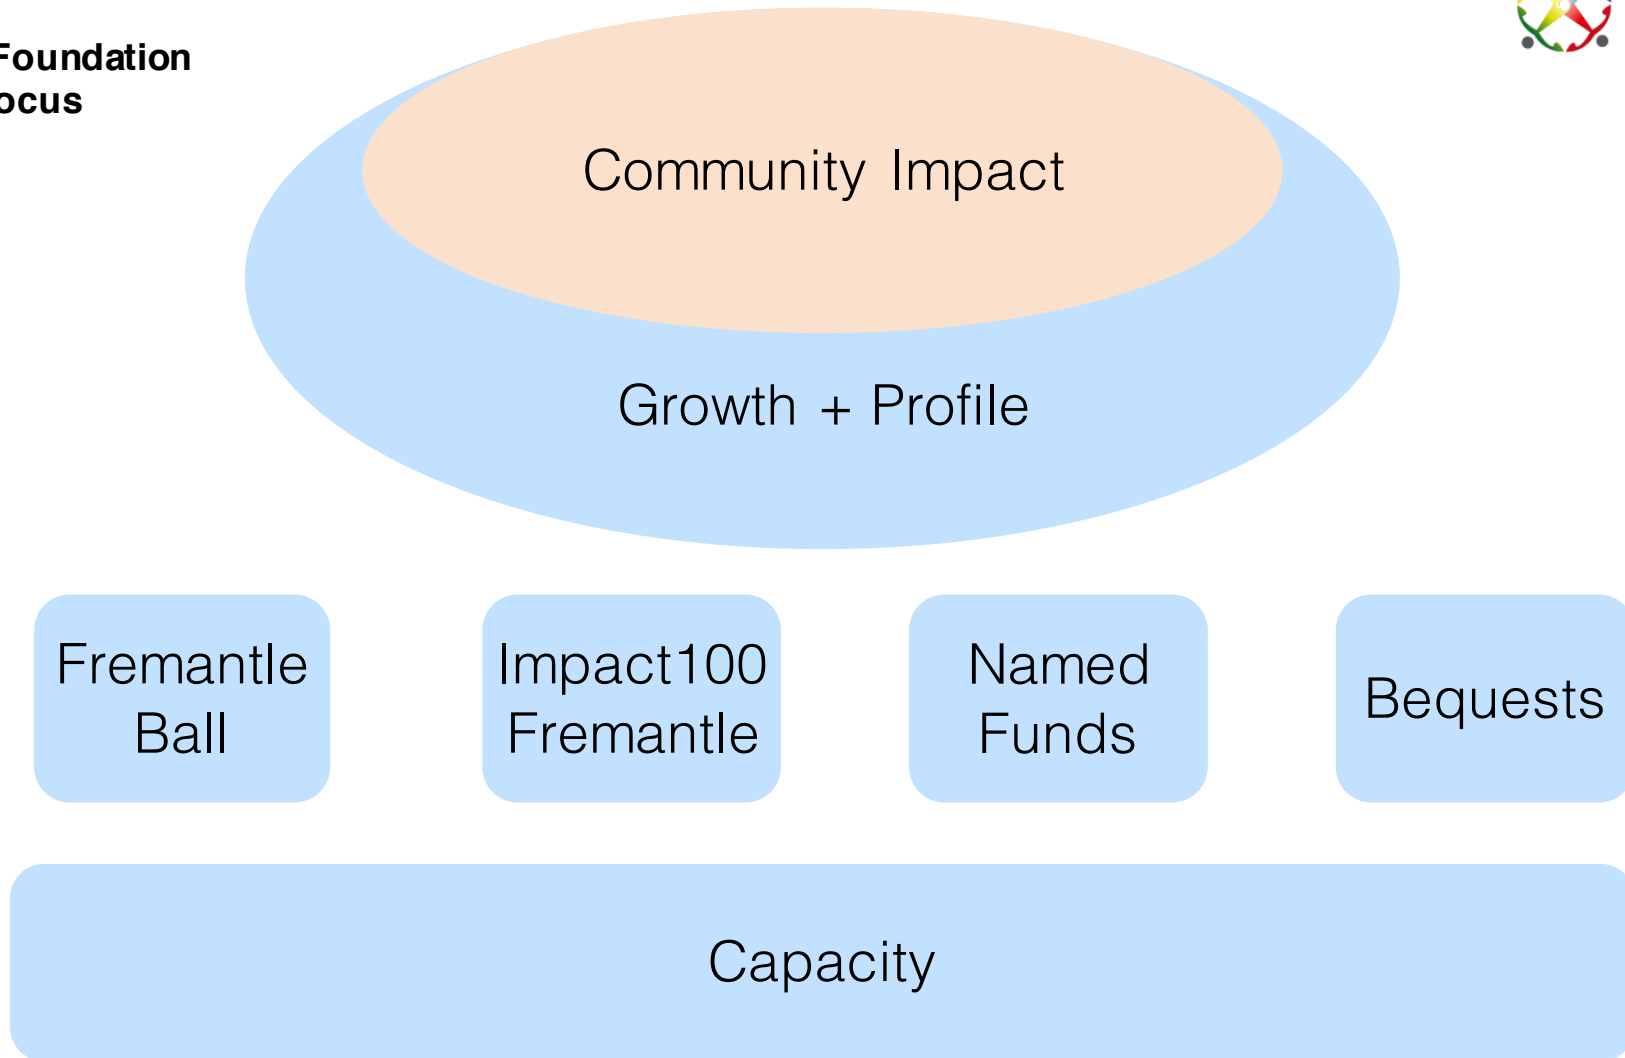 Foundation
ocus
Community Impact
Growth + Profile
Fremantle
Ball
Impact100
Fremantle
Named
Funds
Bequests
Capacity